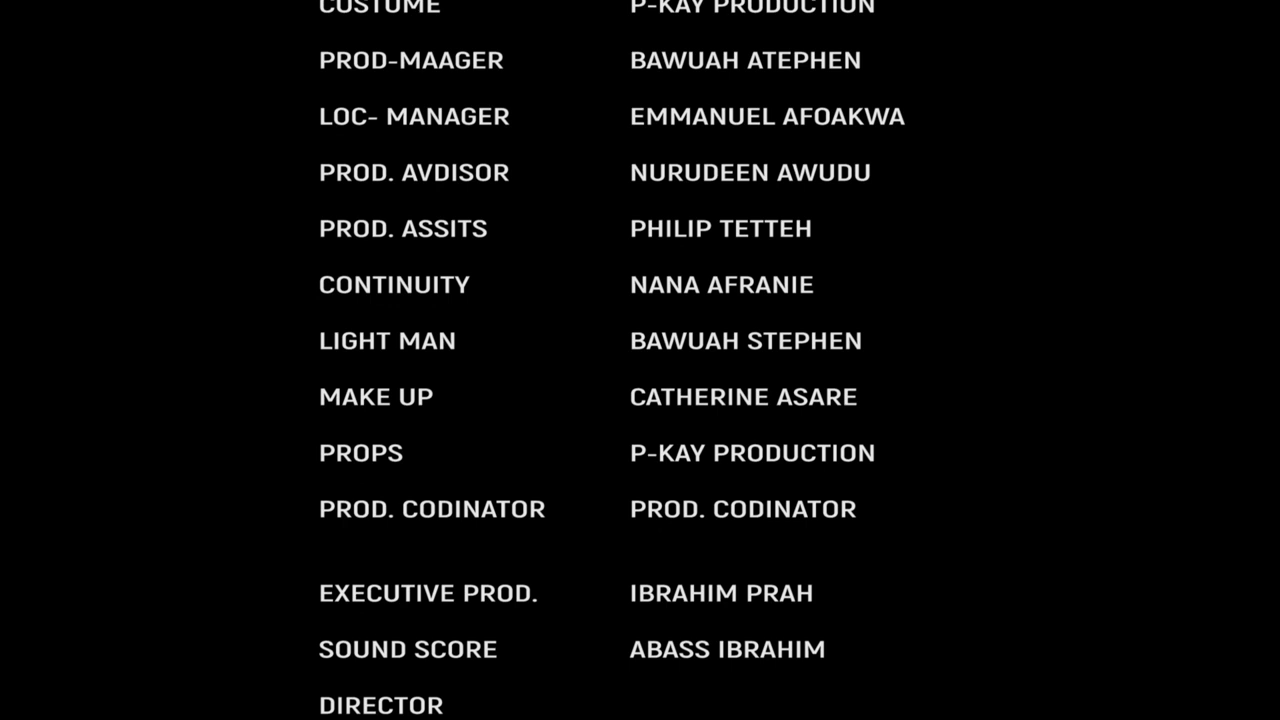 COSTUME P-KAY PRODUCTION
PROD-MAAGER BAWUAH ATEPHEN
LOC- MANAGER EMMANUEL AFOAKWA
PROD. AVDISOR NURUDEEN AWUDU
PROD. ASSITS PHILIP TETTEH
CONTINUITY NANA AFRANIE
LIGHT MAN BAWUAH STEPHEN
MAKE UP CATHERINE ASARE
PROPS P-KAY PRODUCTION
PROD. CODINATOR PROD. CODINATOR
EXECUTIVE PROD. IBRAHIM PRAH
SOUND SCORE ABASS IBRAHIM
DIRECTOR